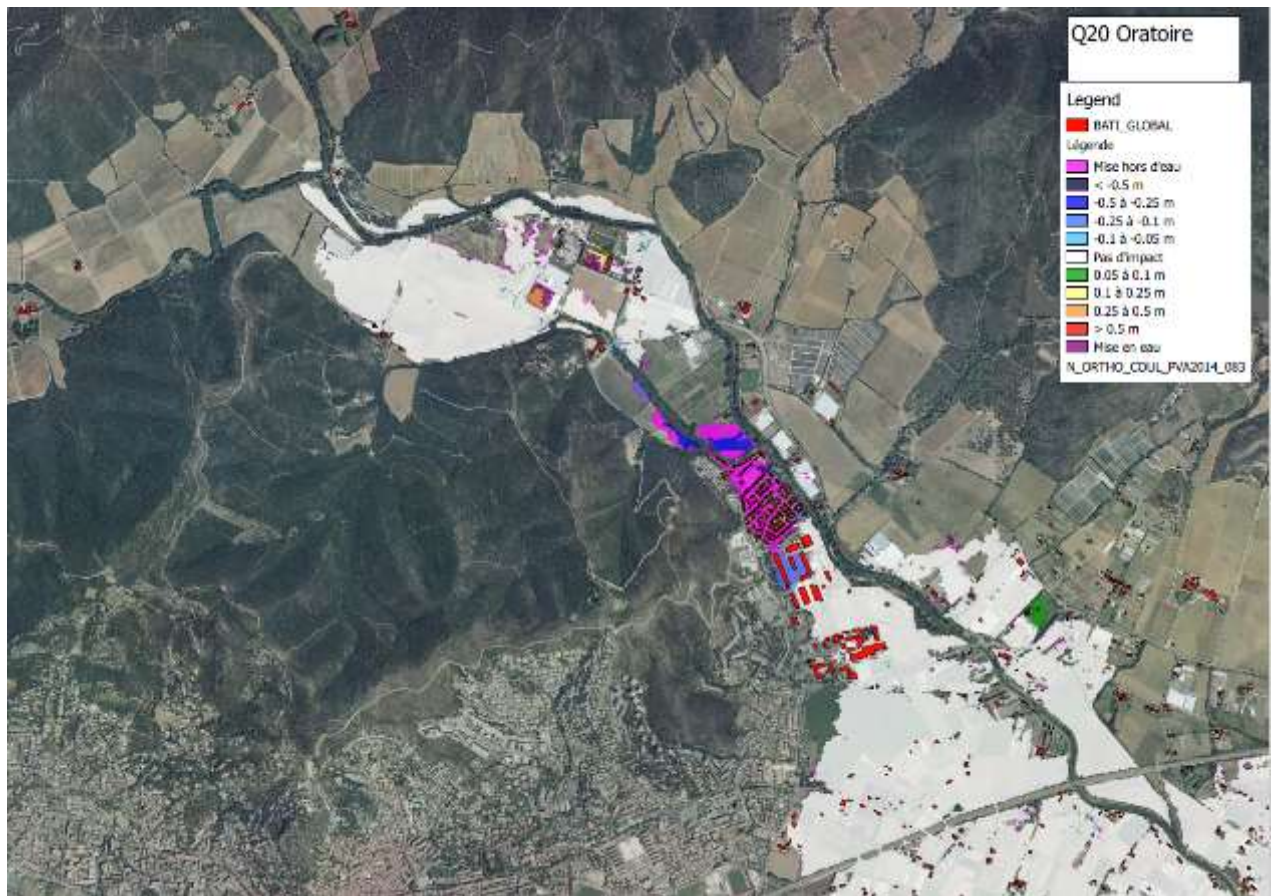 Q20 Oratoire
Legend
BATI_GLOBAL
Légende
Mise hors d'eau
< -0.5 m
-0.5 à -0.25 m
-0.25 à -0.1 m
-0.1 à -0.05 m
Pas d'impact
0.05 à 0.1 m
0.1 à 0.25 m
0.25 à 0.5 m
> 0.5 m
Mise en eau
N_ORTHO_COUL_PVA2014_083